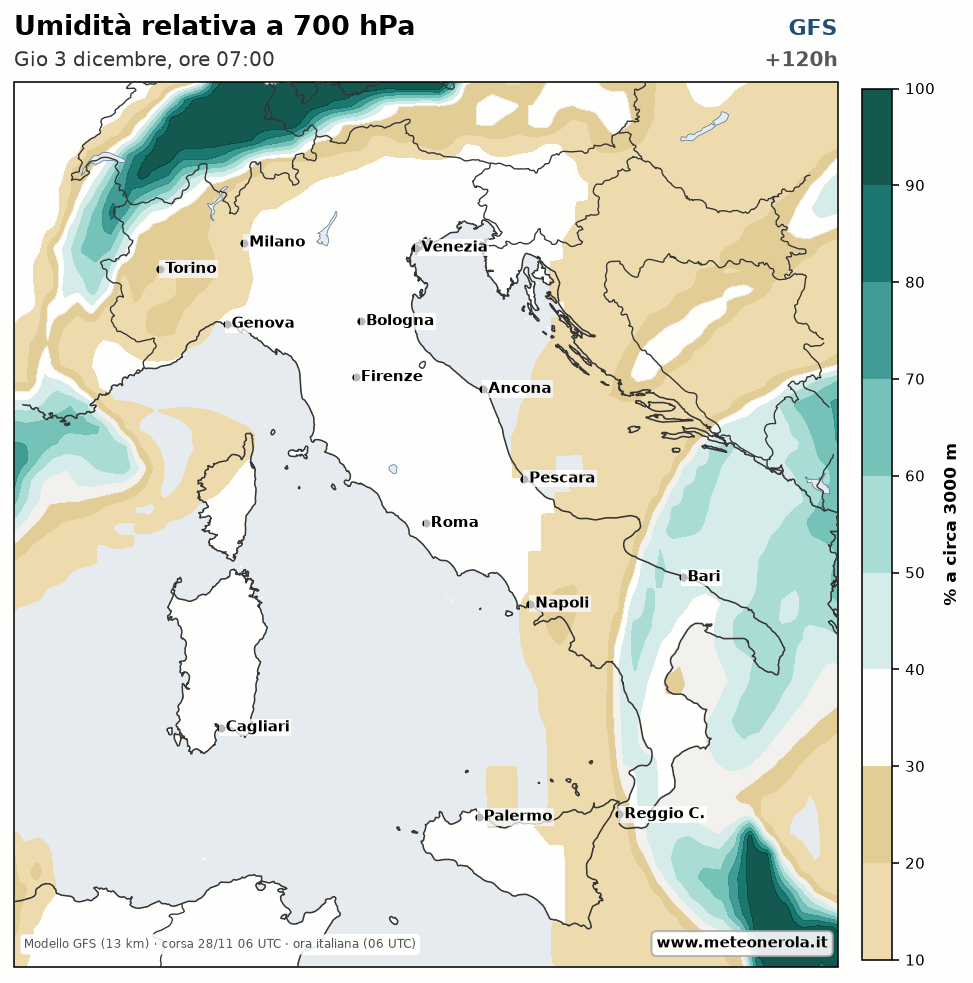 Umidità relativa a 700 hPa
GFS
Gio 3 dicembre, ore 07:00
+120h
Milano
Venezia
Torino
Genova
Bologna
Firenze
Ancona
Pescara
Roma
Bari
Napoli
Cagliari
Palermo
Reggio C.
100
90
80
70
60
50
40
30
20
10
% a circa 3000 m
Modello GFS (13 km) · corsa 28/11 06 UTC · ora italiana (06 UTC)
www.meteonerola.it